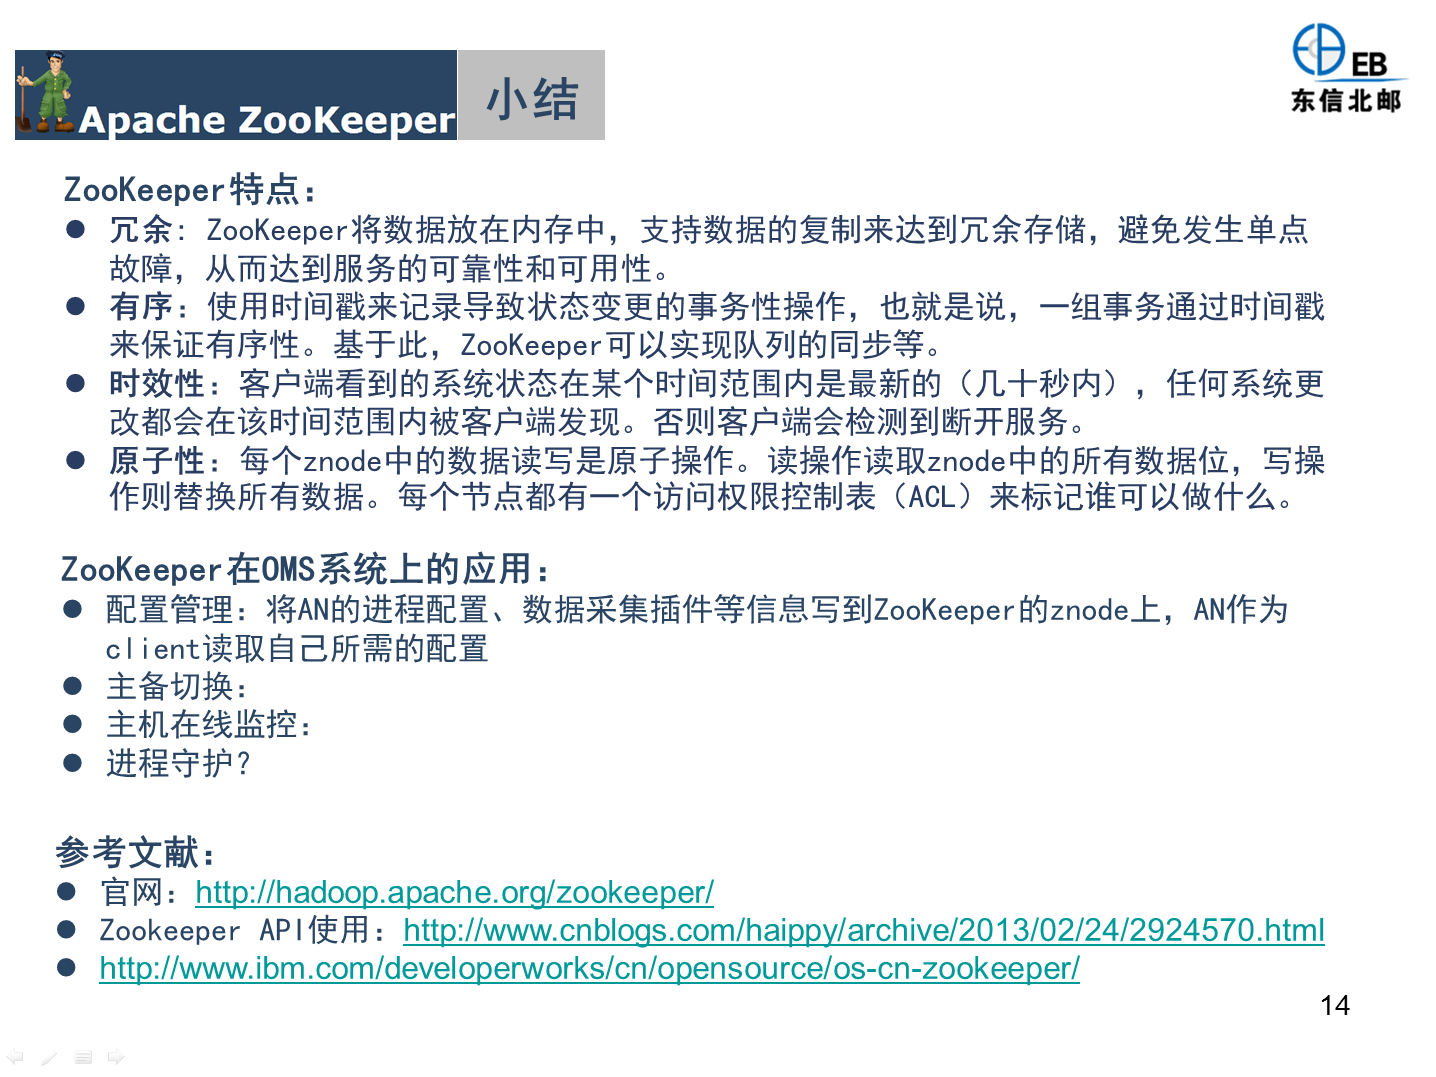 Apache ZooKeeper
小结
EB
东信北邮
ZooKeeper特点：
● 冗余: ZooKeeper将数据放在内存中，支持数据的复制来达到冗余存储，避免发生单点
故障，从而达到服务的可靠性和可用性。
● 有序：使用时间戳来记录导致状态变更的事务性操作，也就是说，一组事务通过时间戳
来保证有序性。基于此，ZooKeeper可以实现队列的同步等。
● 时效性：客户端看到的系统状态在某个时间范围内是最新的（几十秒内），任何系统更
改都会在该时间范围内被客户端发现。否则客户端会检测到断开服务。
● 原子性：每个znode中的数据读写是原子操作。读操作读取znode中的所有数据位，写操
作则替换所有数据。每个节点都有一个访问权限控制表（ACL）来标记谁可以做什么。
ZooKeeper在OMS系统上的应用：
● 配置管理：将AN的进程配置、数据采集插件等信息写到ZooKeeper的znode上，AN作为
client读取自己所需的配置
● 主备切换：
● 主机在线监控：
● 进程守护？
参考文献：
● 官网：http://hadoop.apache.org/zookeeper/
● Zookeeper API使用：http://www.cnblogs.com/haippy/archive/2013/02/24/2924570.html
● http://www.ibm.com/developerworks/cn/opensource/os-cn-zookeeper/
14